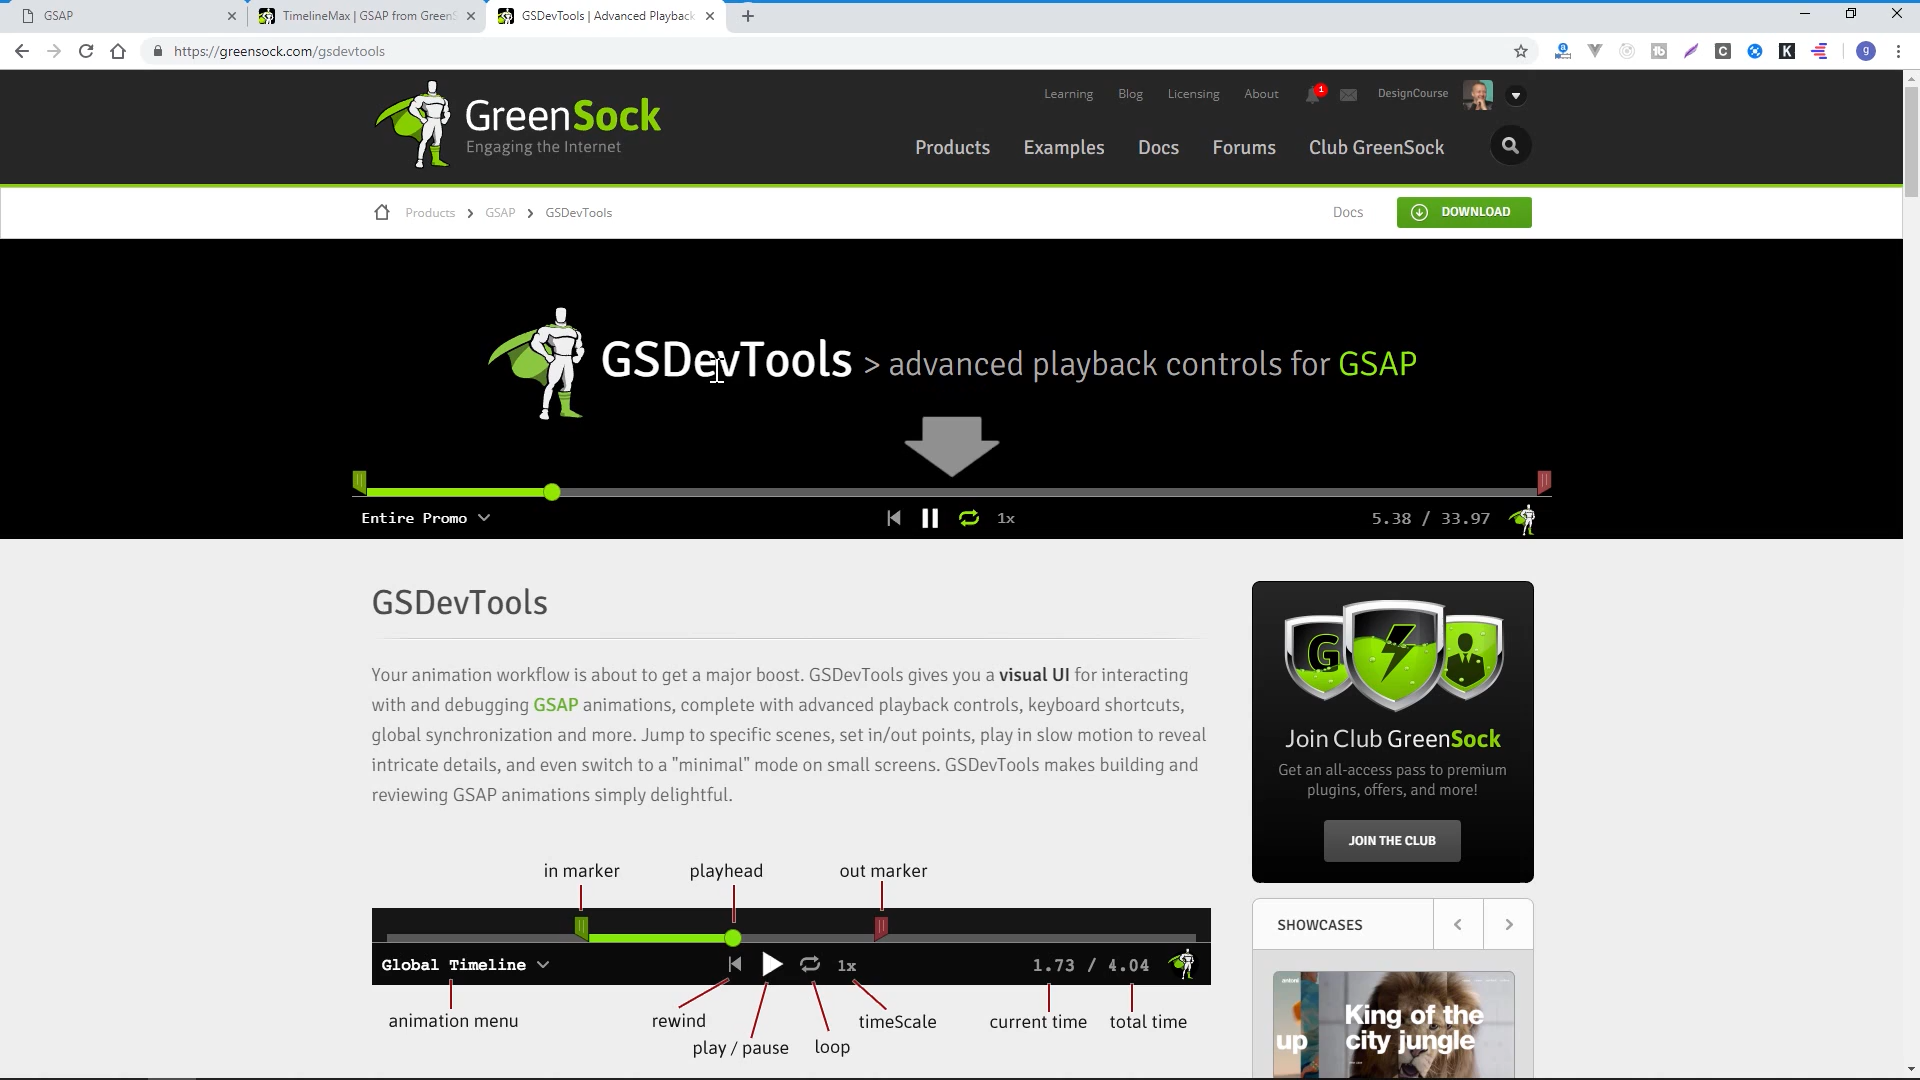 GSAP
TimelineMax | GSAP from GreenS
GSDevTools | Advanced Playback
https://greensock.com/gsdevtools
Learning
Blog
Licensing
About
1
DesignCourse
GreenSock
Engaging the Internet
Products
Examples
Docs
Forums
Club GreenSock
Products
GSAP
GSDevTools
Docs
DOWNLOAD
GSDevTools > advanced playback controls for GSAP
Entire Promo
1x
5.38 / 33.97
GSDevTools
Your animation workflow is about to get a major boost. GSDevTools gives you a visual UI for interacting
with and debugging GSAP animations, complete with advanced playback controls, keyboard shortcuts,
global synchronization and more. Jump to specific scenes, set in/out points, play in slow motion to reveal
intricate details, and even switch to a "minimal" mode on small screens. GSDevTools makes building and
reviewing GSAP animations simply delightful.
in marker
playhead
out marker
Global Timeline
1x
1.73 / 4.04
animation menu
rewind
play / pause
loop
timeScale
current time
total time
G
Join Club GreenSock
Get an all-access pass to premium
plugins, offers, and more!
JOIN THE CLUB
SHOWCASES
King of the
city jungle
up